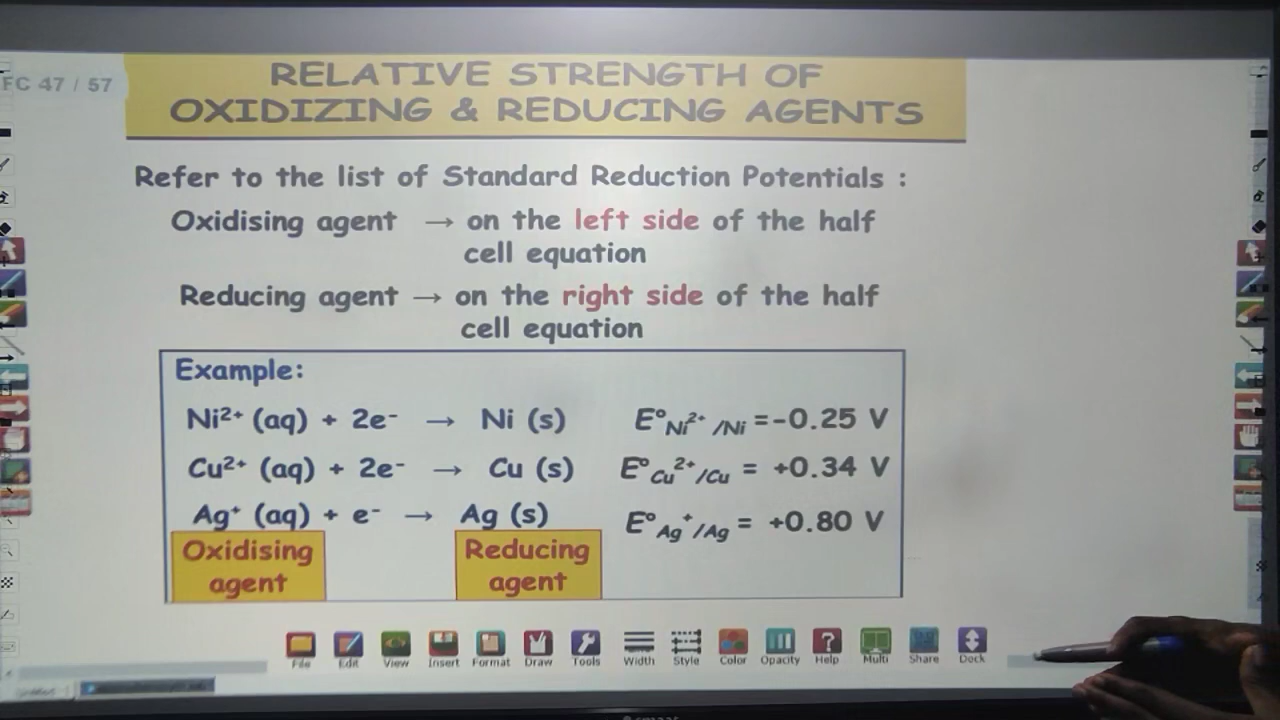 FC 47 / 57
RELATIVE STRENGTH OF
OXIDIZING & REDUCING AGENTS
Refer to the list of Standard Reduction Potentials :
Oxidising agent → on the left side of the half
cell equation
Reducing agent → on the right side of the half
cell equation
Example:
Ni²⁺ (aq) + 2e⁻ → Ni (s) E°Ni²⁺/Ni =-0.25 V
Cu²⁺ (aq) + 2e⁻ → Cu (s) E°Cu²⁺/Cu = +0.34 V
Ag⁺ (aq) + e⁻ → Ag (s) E°Ag⁺/Ag = +0.80 V
Oxidising Reducing
agent agent
File Edit View Insert Format Draw Tools Width Style Color Opacity Help Multi Share Dock